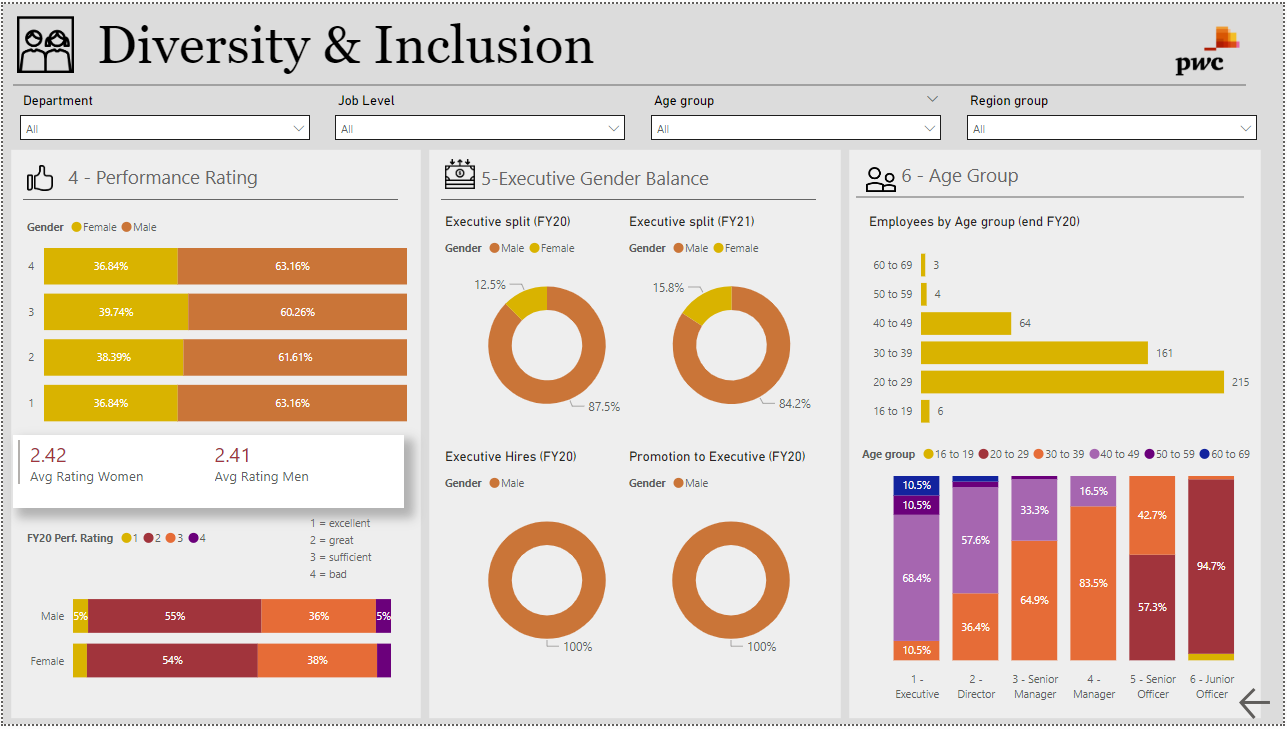 Diversity & Inclusion
pwc
Department
Job Level
Age group
Region group
All
All
All
All
4 - Performance Rating
Gender Female Male
4 36.84% 63.16%
3 39.74% 60.26%
2 38.39% 61.61%
1 36.84% 63.16%
2.42
Avg Rating Women
2.41
Avg Rating Men
1 = excellent
2 = great
3 = sufficient
4 = bad
FY20 Perf. Rating 1 2 3 4
Male 5% 55% 36% 5%
Female 54% 38%
5-Executive Gender Balance
Executive split (FY20)
Gender Male Female
12.5%
87.5%
Executive split (FY21)
Gender Male Female
15.8%
84.2%
Executive Hires (FY20)
Gender Male
100%
Promotion to Executive (FY20)
Gender Male
100%
6 - Age Group
Employees by Age group (end FY20)
60 to 69 3
50 to 59 4
40 to 49 64
30 to 39 161
20 to 29 215
16 to 19 6
Age group 16 to 19 20 to 29 30 to 39 40 to 49 50 to 59 60 to 69
10.5%
10.5%
68.4%
10.5%
1 -
Executive
57.6%
36.4%
2 -
Director
33.3%
64.9%
3 - Senior
Manager
16.5%
83.5%
4 -
Manager
42.7%
57.3%
5 - Senior
Officer
94.7%
6 - Junior
Officer